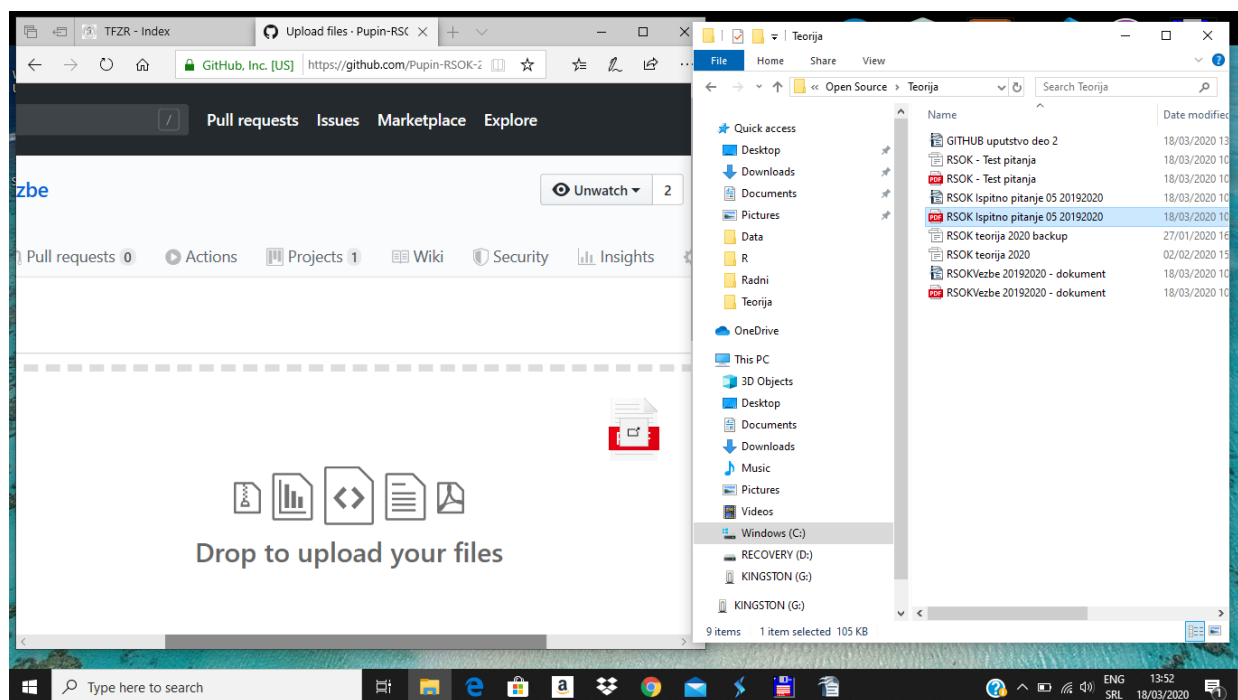 TFZR - Index
Upload files · Pupin-RSC
GitHub, Inc. [US] https://github.com/Pupin-RSOK-2
/
Pull requests Issues Marketplace Explore
zbe
Unwatch 2
Pull requests 0 Actions Projects 1 Wiki Security Insights
Drop to upload your files
Teorija
File Home Share View
« Open Source › Teorija
Search Teorija
Quick access
Desktop
Downloads
Documents
Pictures
Data
R
Radni
Teorija
OneDrive
This PC
3D Objects
Desktop
Documents
Downloads
Music
Pictures
Videos
Windows (C:)
RECOVERY (D:)
KINGSTON (G:)
KINGSTON (G:)
Name Date modified
GITHUB uputstvo deo 2 18/03/2020 13
RSOK - Test pitanja 18/03/2020 10
PDF RSOK - Test pitanja 18/03/2020 10
RSOK Ispitno pitanje 05 20192020 18/03/2020 10
PDF RSOK Ispitno pitanje 05 20192020 18/03/2020 10
RSOK teorija 2020 backup 27/01/2020 16
RSOK teorija 2020 02/02/2020 15
RSOKVezbe 20192020 - dokument 18/03/2020 10
PDF RSOKVezbe 20192020 - dokument 18/03/2020 10
9 items 1 item selected 105 KB
Type here to search
a
ENG
SRL
13:52
18/03/2020
1